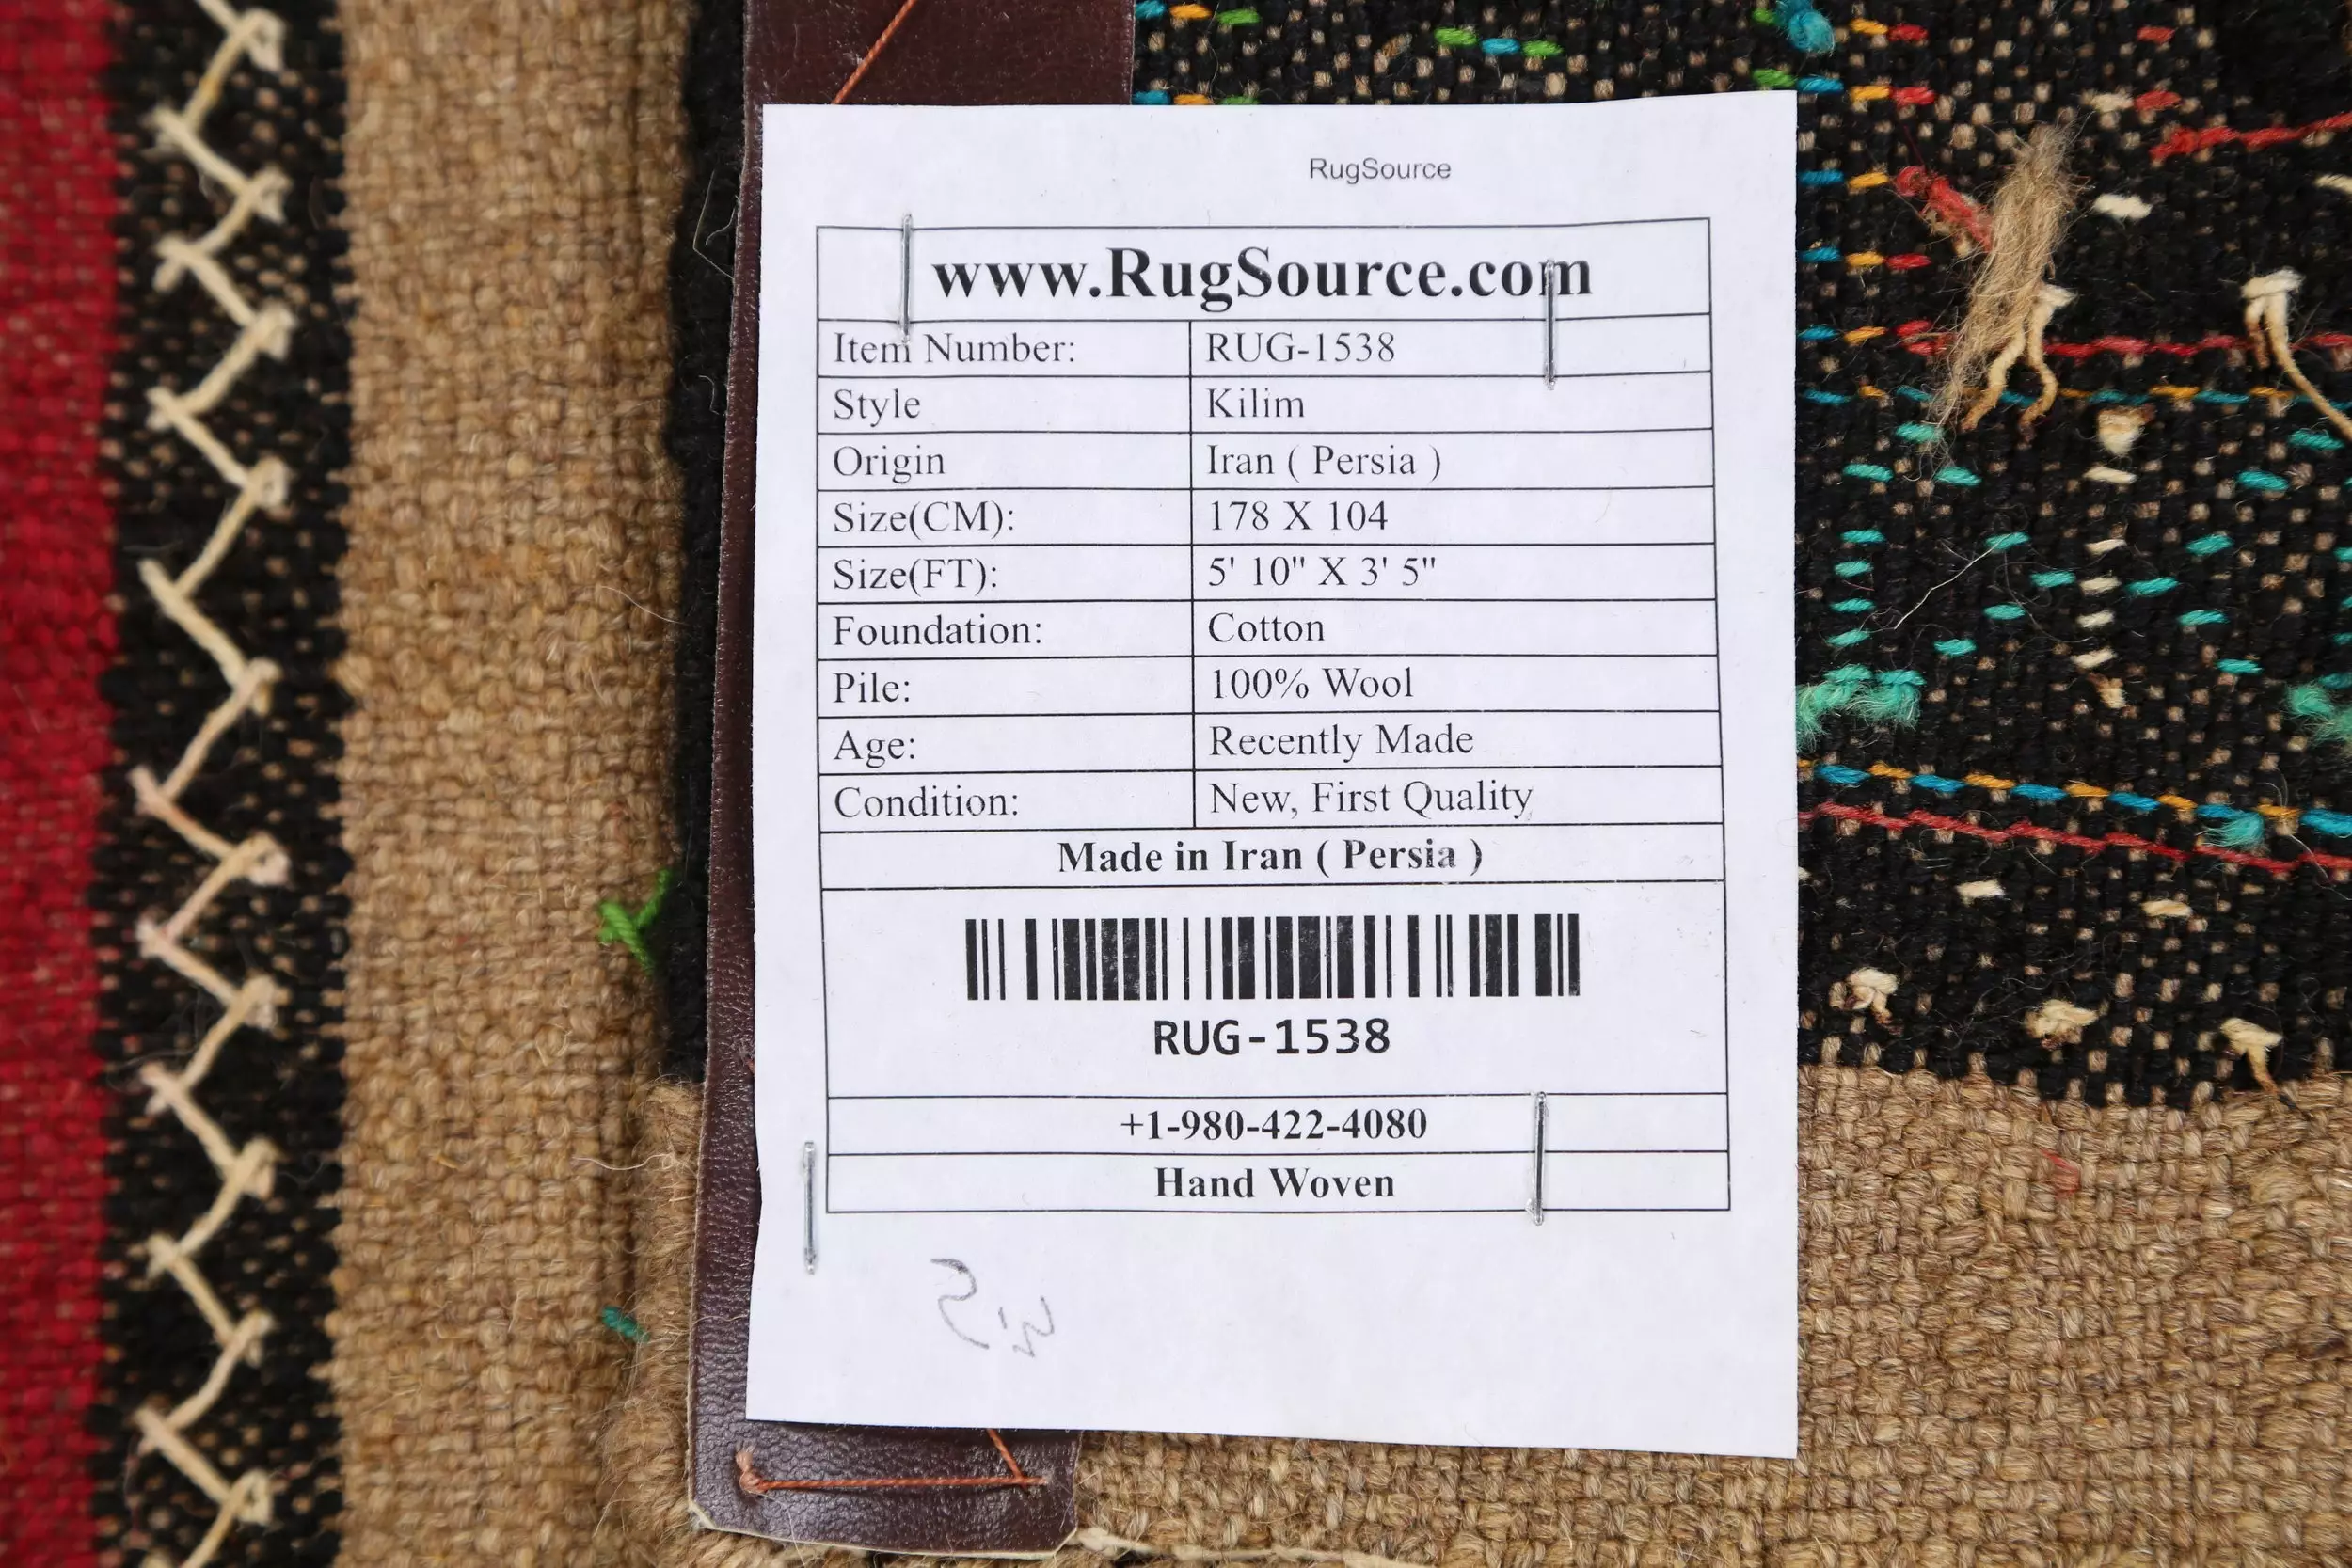 RugSource
www.RugSource.com
Item Number: RUG-1538
Style Kilim
Origin Iran ( Persia )
Size(CM): 178 X 104
Size(FT): 5' 10" X 3' 5"
Foundation: Cotton
Pile: 100% Wool
Age: Recently Made
Condition: New, First Quality
Made in Iran ( Persia )
RUG-1538
+1-980-422-4080
Hand Woven